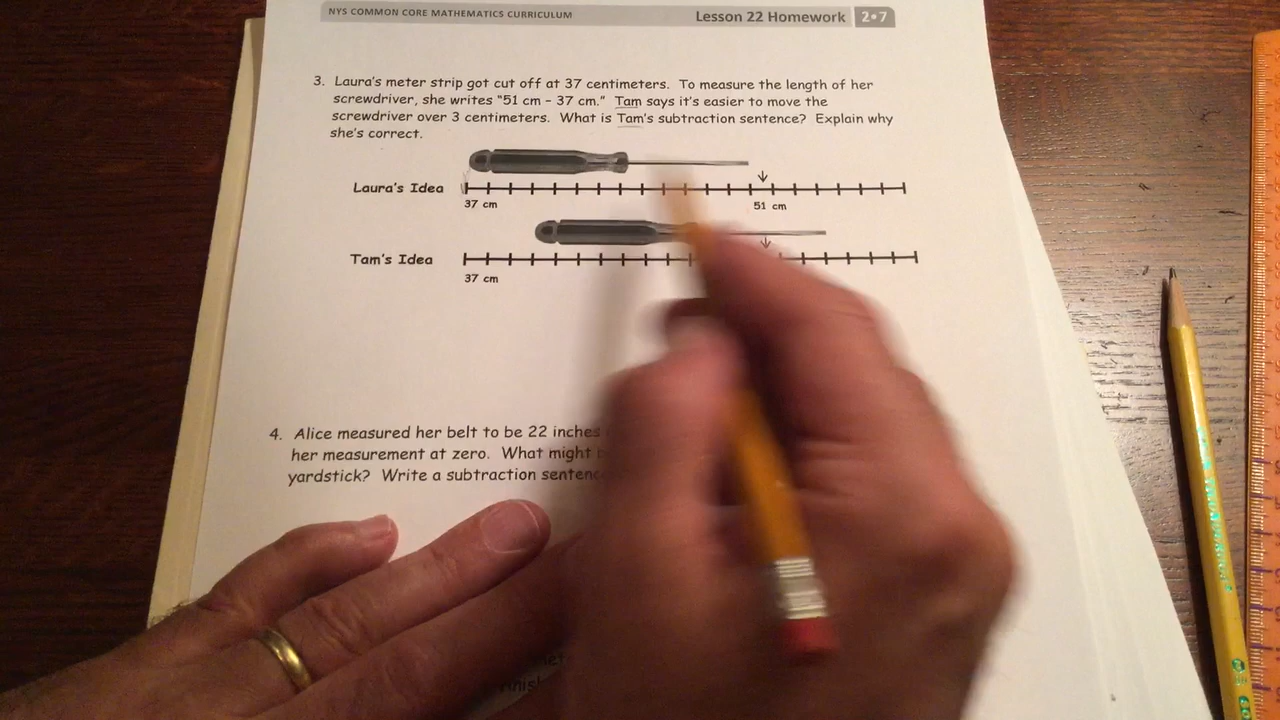 NYS COMMON CORE MATHEMATICS CURRICULUM
Lesson 22 Homework 2•7
3. Laura's meter strip got cut off at 37 centimeters. To measure the length of her
screwdriver, she writes "51 cm – 37 cm." Tam says it's easier to move the
screwdriver over 3 centimeters. What is Tam's subtraction sentence? Explain why
she's correct.
Laura's Idea
37 cm
51 cm
Tam's Idea
37 cm
4. Alice measured her belt to be 22 inches
her measurement at zero. What might
yardstick? Write a subtraction